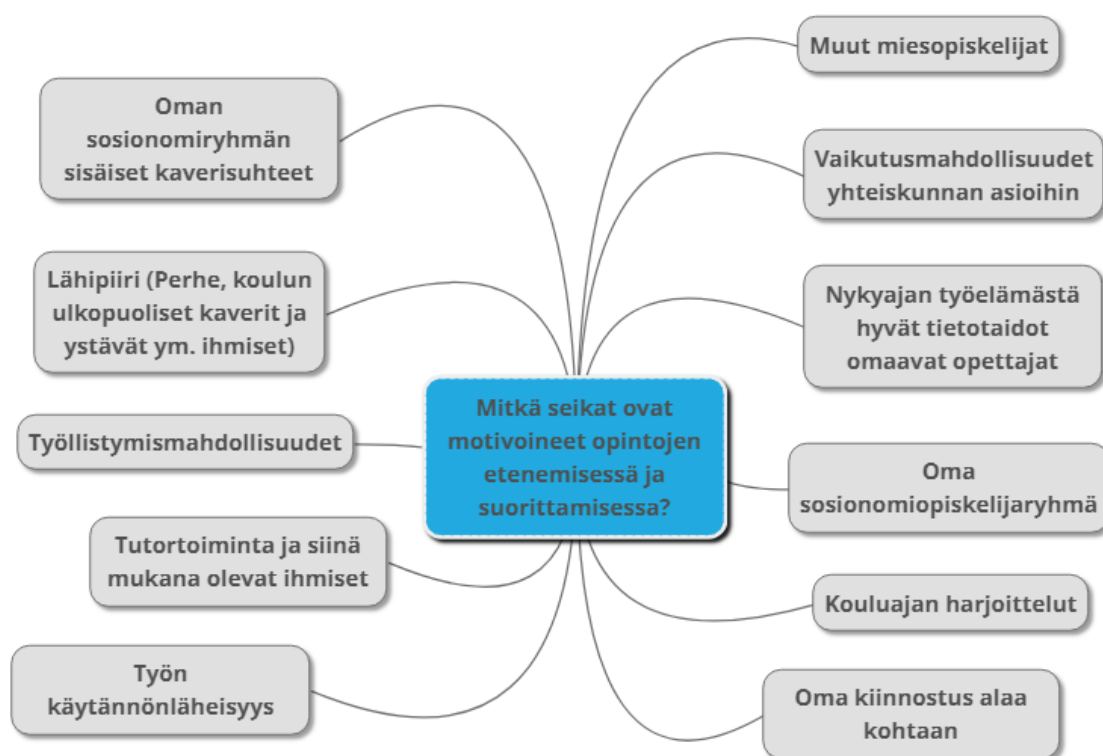 Muut miesopiskelijat
Oman
sosionomiryhmän
sisäiset kaverisuhteet
Vaikutusmahdollisuudet
yhteiskunnan asioihin
Lähipiiri (Perhe, koulun
ulkopuoliset kaverit ja
ystävät ym. ihmiset)
Nykyajan työelämästä
hyvät tietotaidot
omaavat opettajat
Mitkä seikat ovat
motivoineet opintojen
etenemisessä ja
suorittamisessa?
Työllistymismahdollisuudet
Oma
sosionomiopiskelijaryhmä
Tutortoiminta ja siinä
mukana olevat ihmiset
Kouluajan harjoittelut
Työn
käytännönläheisyys
Oma kiinnostus alaa
kohtaan